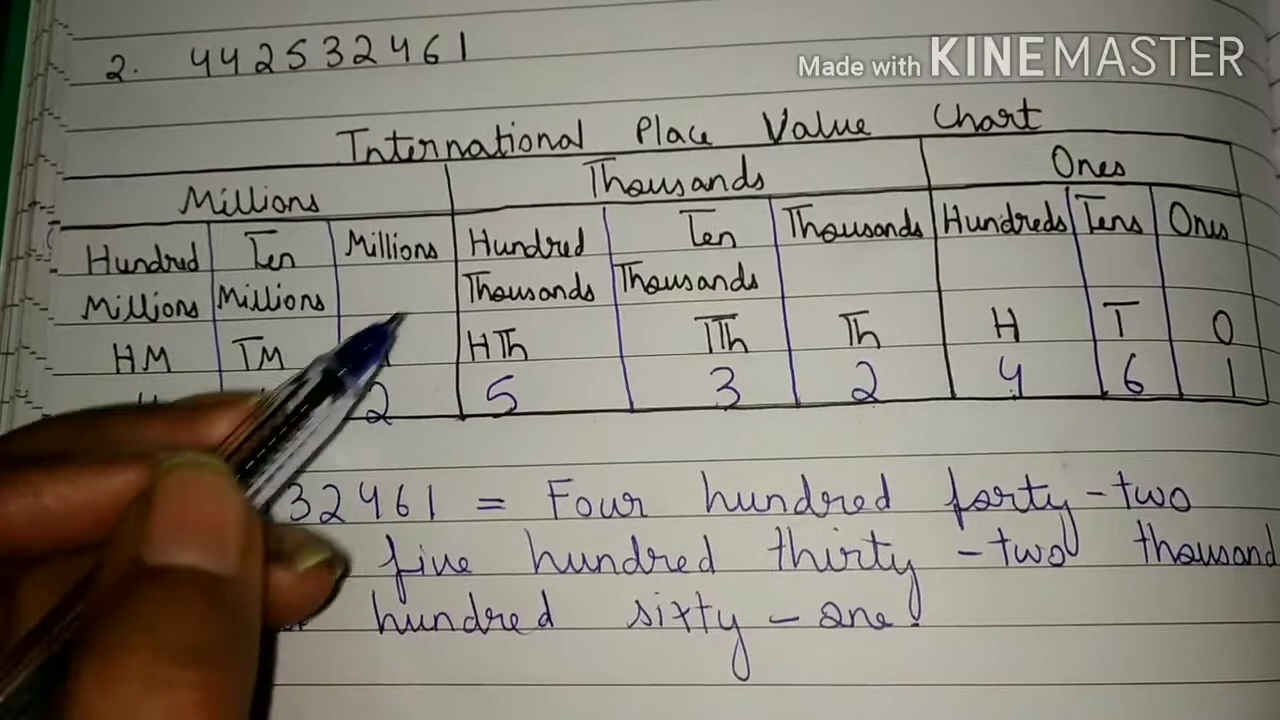 2. 442532461
Made with KINEMASTER
International Place Value Chart
Millions Thousands Ones
Hundred Ten Millions Hundred Ten Thousands Hundreds Tens Ones
Millions Millions Thousands Thousands
HM TM HTh TTh Th H T O
2 5 3 2 4 6 1
32461 = Four hundred forty-two
five hundred thirty-two thousand
hundred sixty-one.